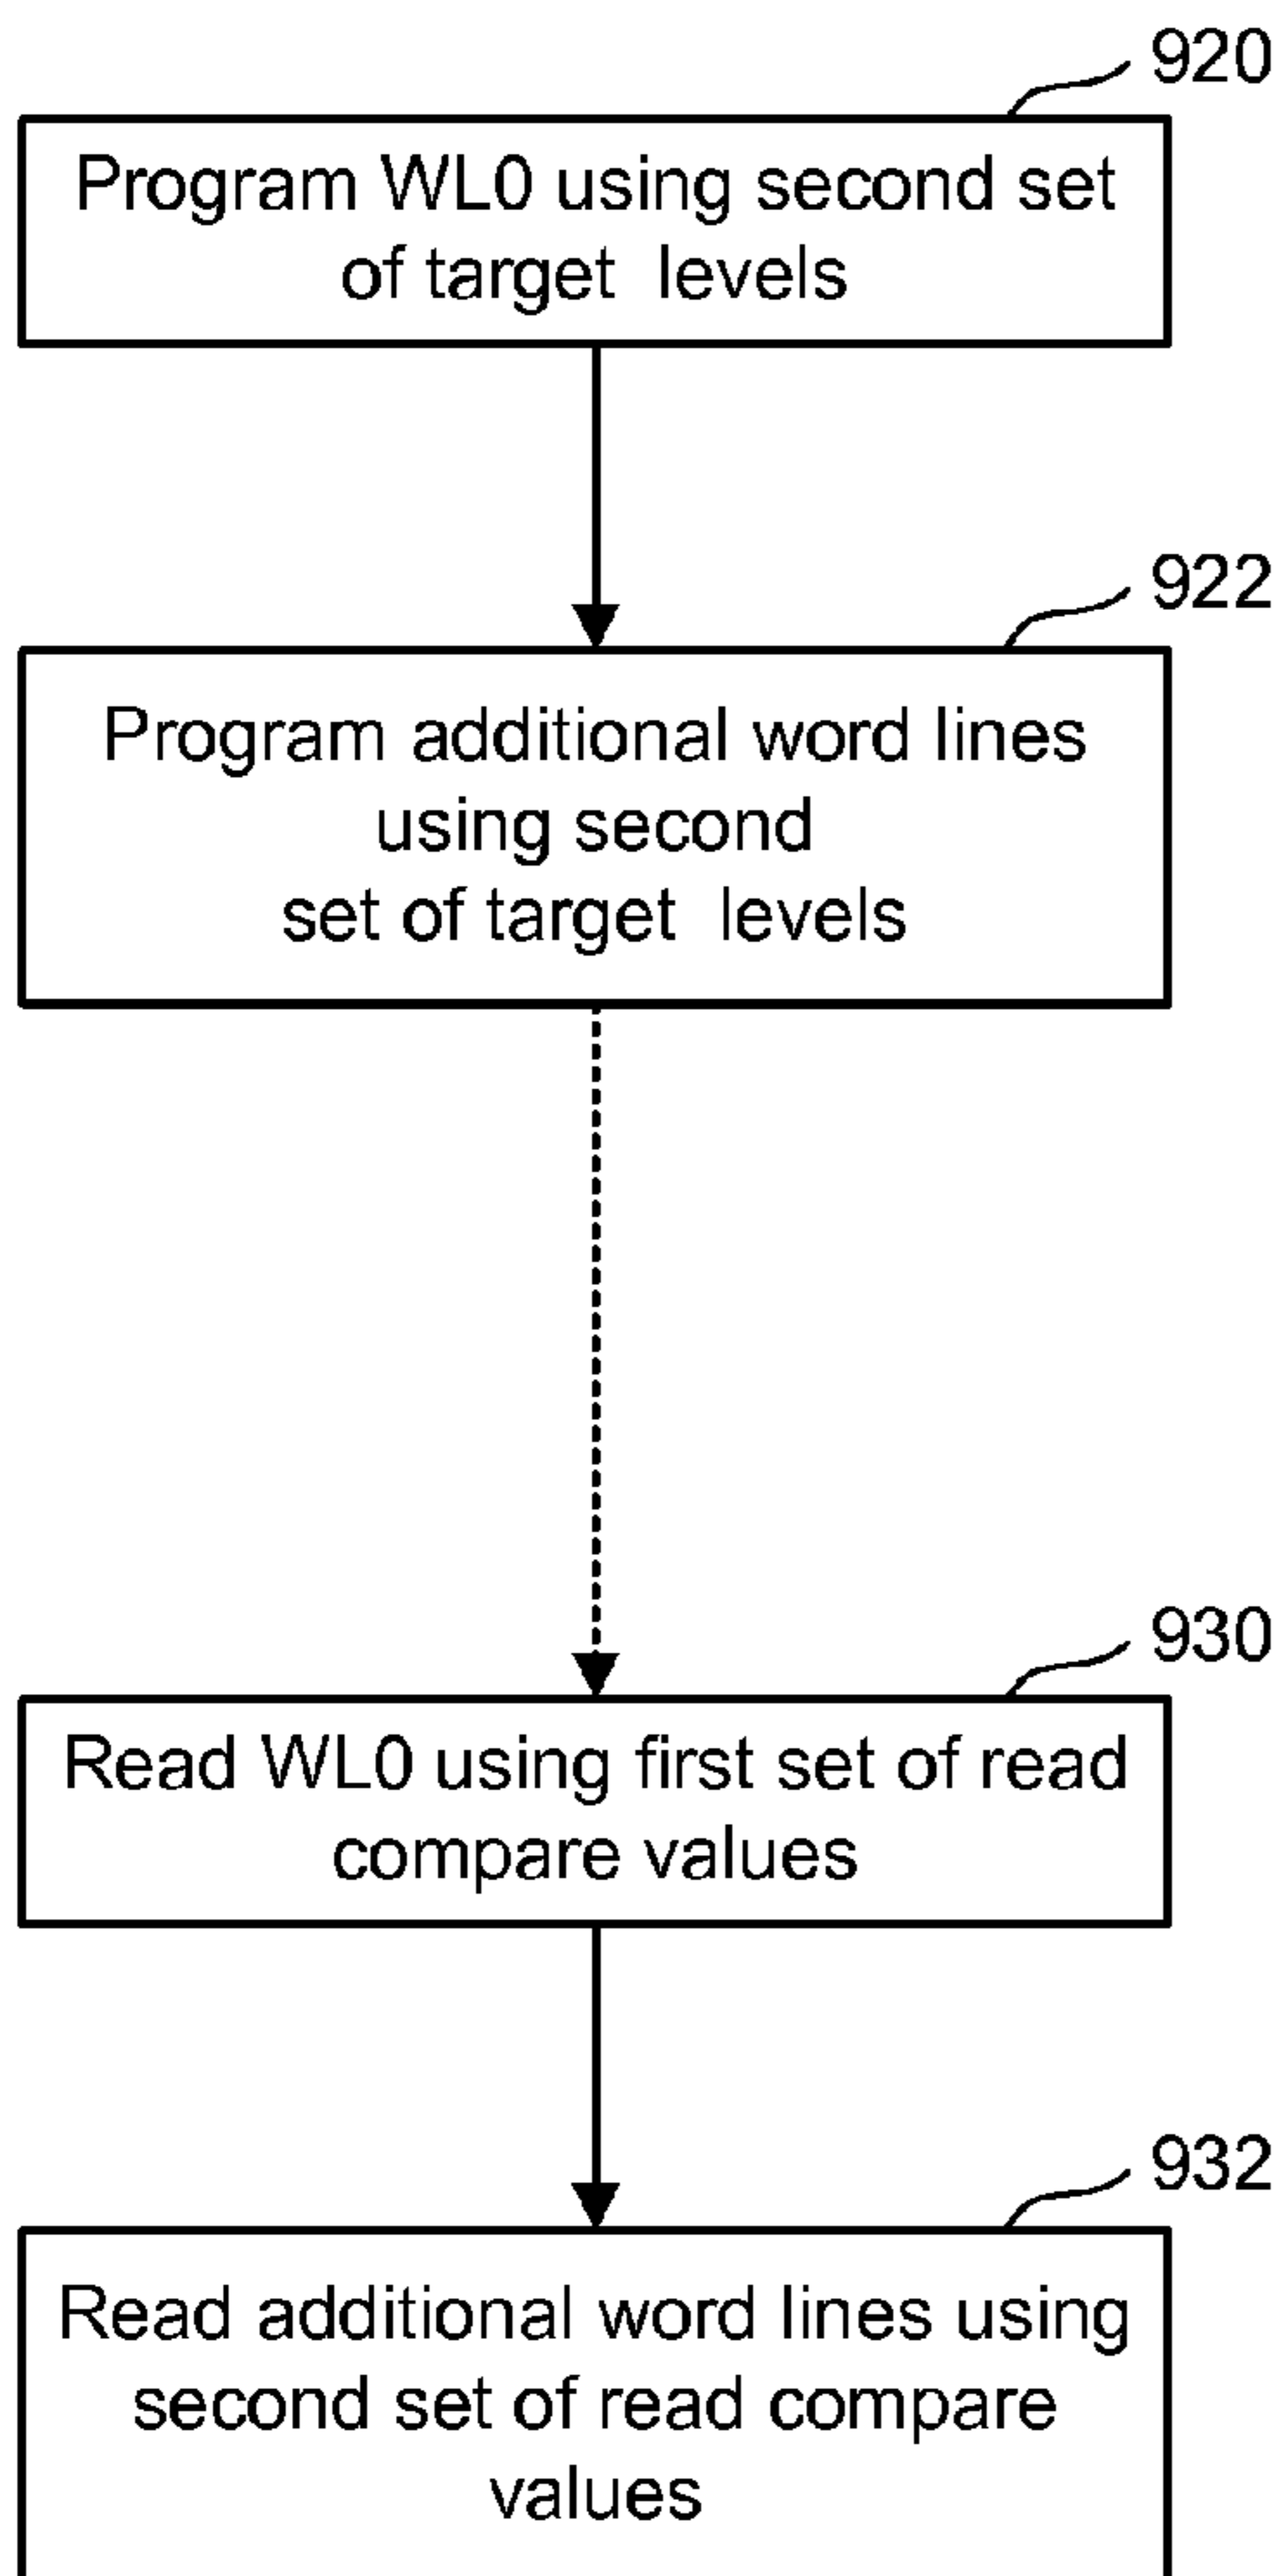 920
Program WL0 using second set
of target levels
922
Program additional word lines
using second
set of target levels
930
Read WL0 using first set of read
compare values
932
Read additional word lines using
second set of read compare
values